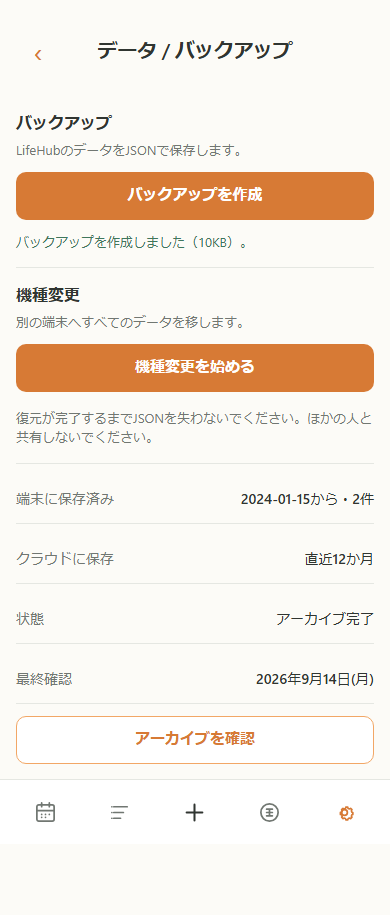 ‹ データ / バックアップ
バックアップ
LifeHubのデータをJSONで保存します。
バックアップを作成
バックアップを作成しました（10KB）。
機種変更
別の端末へすべてのデータを移します。
機種変更を始める
復元が完了するまでJSONを失わないでください。ほかの人と
共有しないでください。
端末に保存済み 2024-01-15から・2件
クラウドに保存 直近12か月
状態 アーカイブ完了
最終確認 2026年9月14日(月)
アーカイブを確認